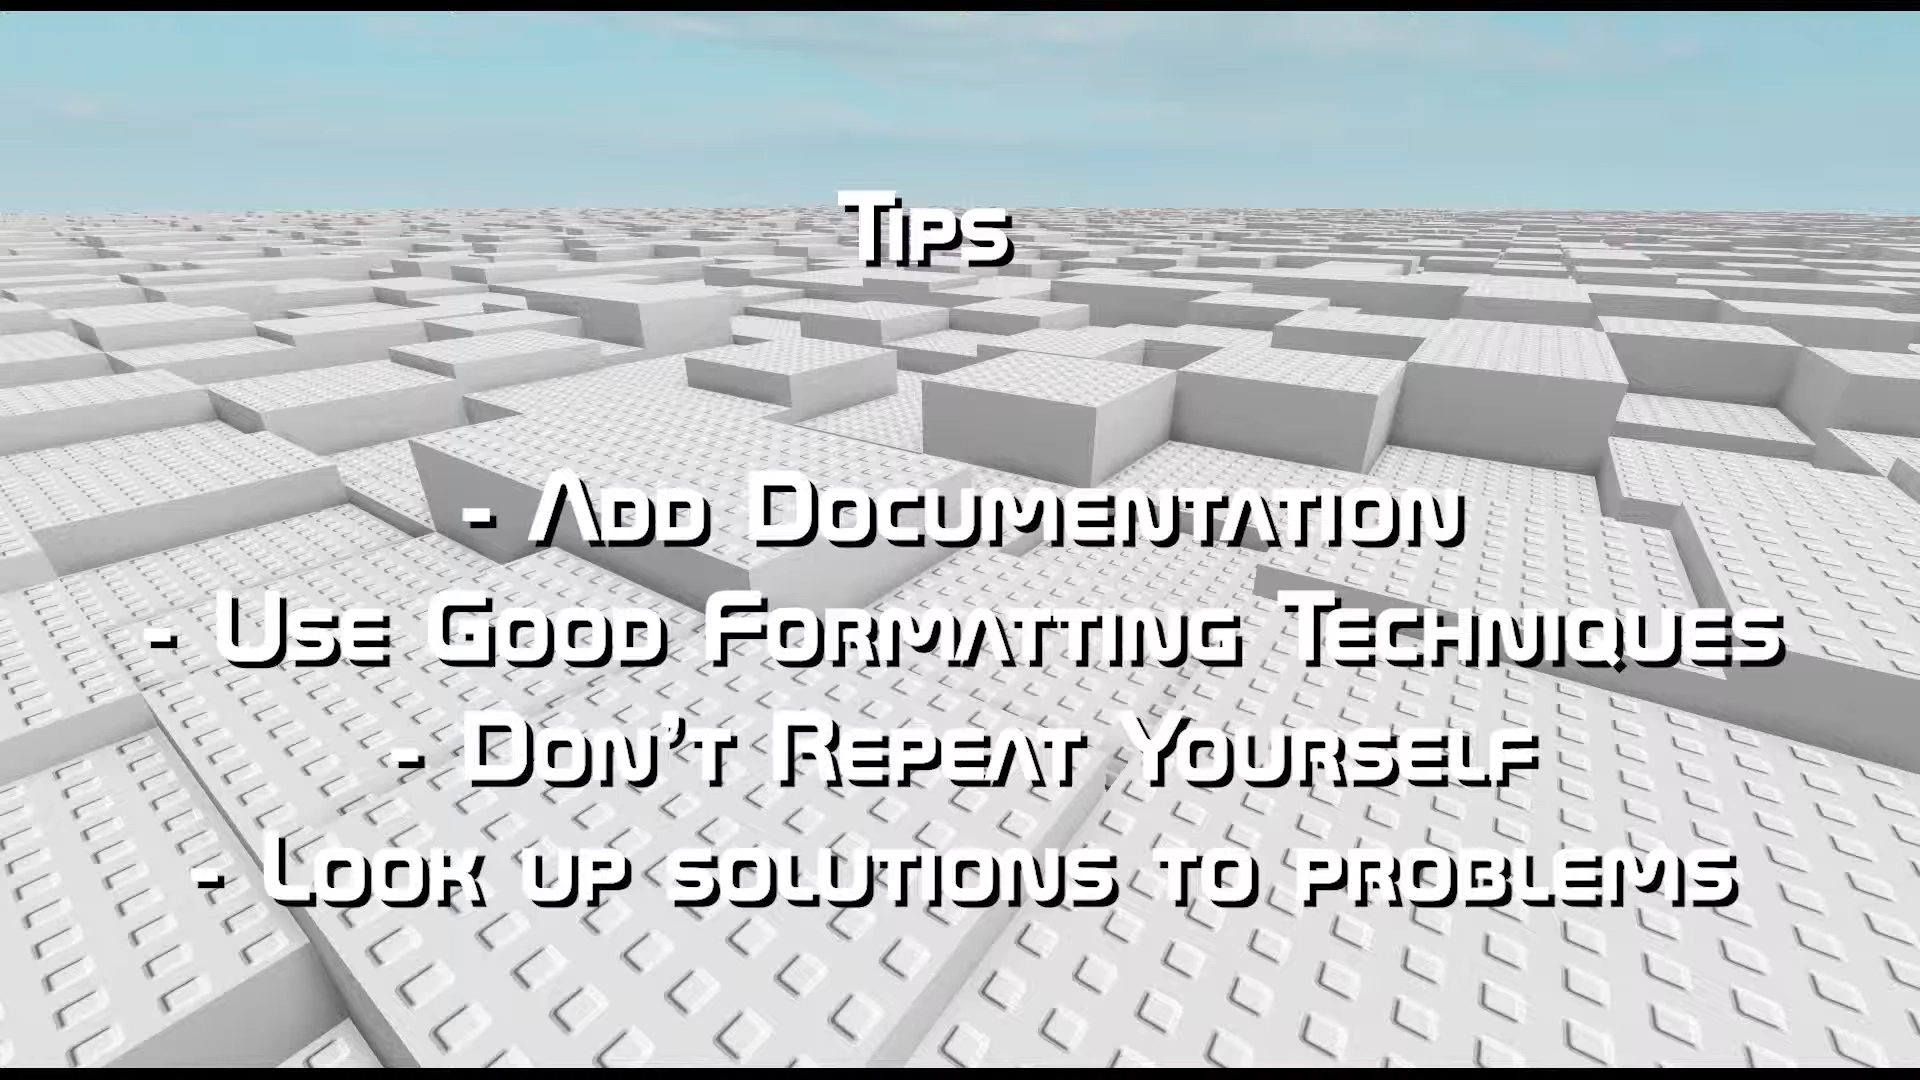 Tips
- Add Documentation
- Use Good Formatting Techniques
- Don't Repeat Yourself
- Look up solutions to problems